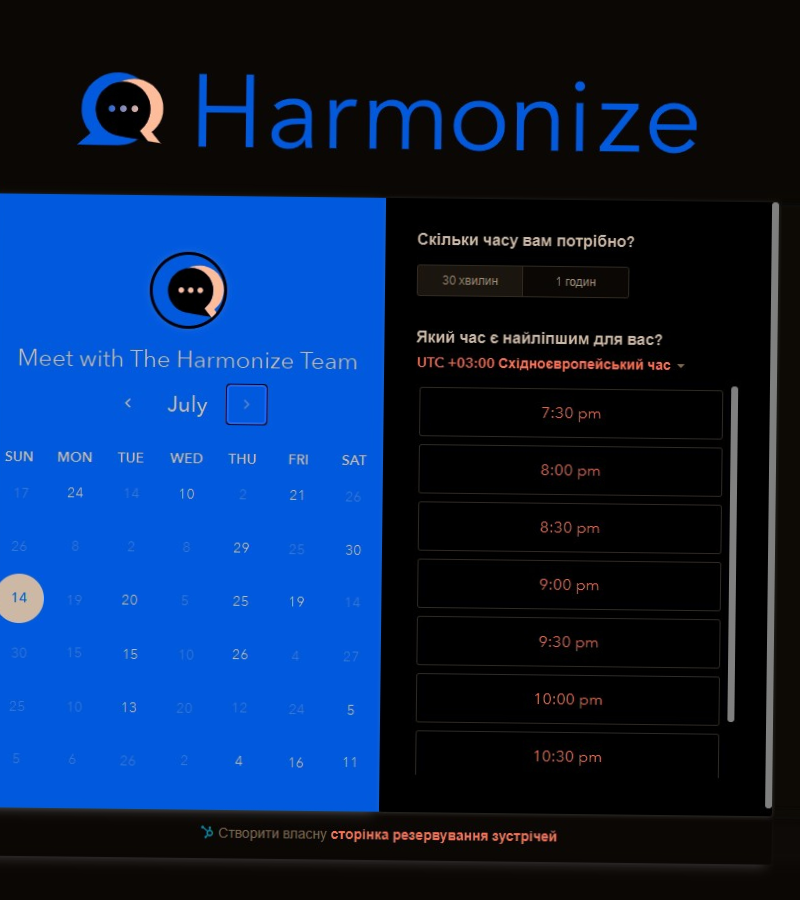 Harmonize
Meet with The Harmonize Team
July
SUN MON TUE WED THU FRI SAT
17 24 14 10 2 21 26
26 8 2 8 29 25 30
14 19 20 5 25 19 14
30 15 15 10 26 4 27
25 10 13 20 12 24 5
5 6 26 2 4 16 11
Скільки часу вам потрібно?
30 хвилин 1 годин
Який час є найліпшим для вас?
UTC +03:00 Східноєвропейський час
7:30 pm
8:00 pm
8:30 pm
9:00 pm
9:30 pm
10:00 pm
10:30 pm
Створити власну сторінка резервування зустрічей